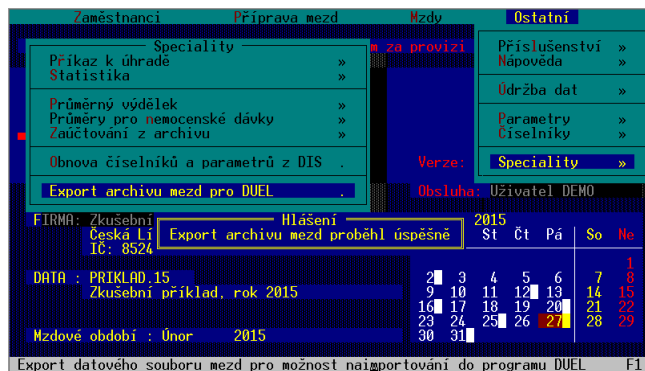 Zaměstnanci Příprava mezd Mzdy Ostatní
Speciality
Příkaz k úhradě »
Statistika »
Průměrný výdělek »
Průměry pro nemocenské dávky »
Zaúčtování z archivu »
Obnova číselníků a parametrů z DIS .
Export archivu mezd pro DUEL .
m za provizi
Příslušenství »
Nápověda »
Údržba dat »
Parametry »
Číselníky »
Speciality »
Verze:
Obsluha: Uživatel DEMO
FIRMA: Zkušební
Česká Lí
IČ: 8524
Hlášení
Export archivu mezd proběhl úspěšně
2015
St Čt Pá So Ne
1
DATA : PRIKLAD.15 2 3 4 5 6 7 8
Zkušební příklad, rok 2015 9 10 11 12 13 14 15
16 17 18 19 20 21 22
23 24 25 26 27 28 29
Mzdové období : Únor 2015 30 31
Export datového souboru mezd pro možnost naimportování do programu DUEL F1